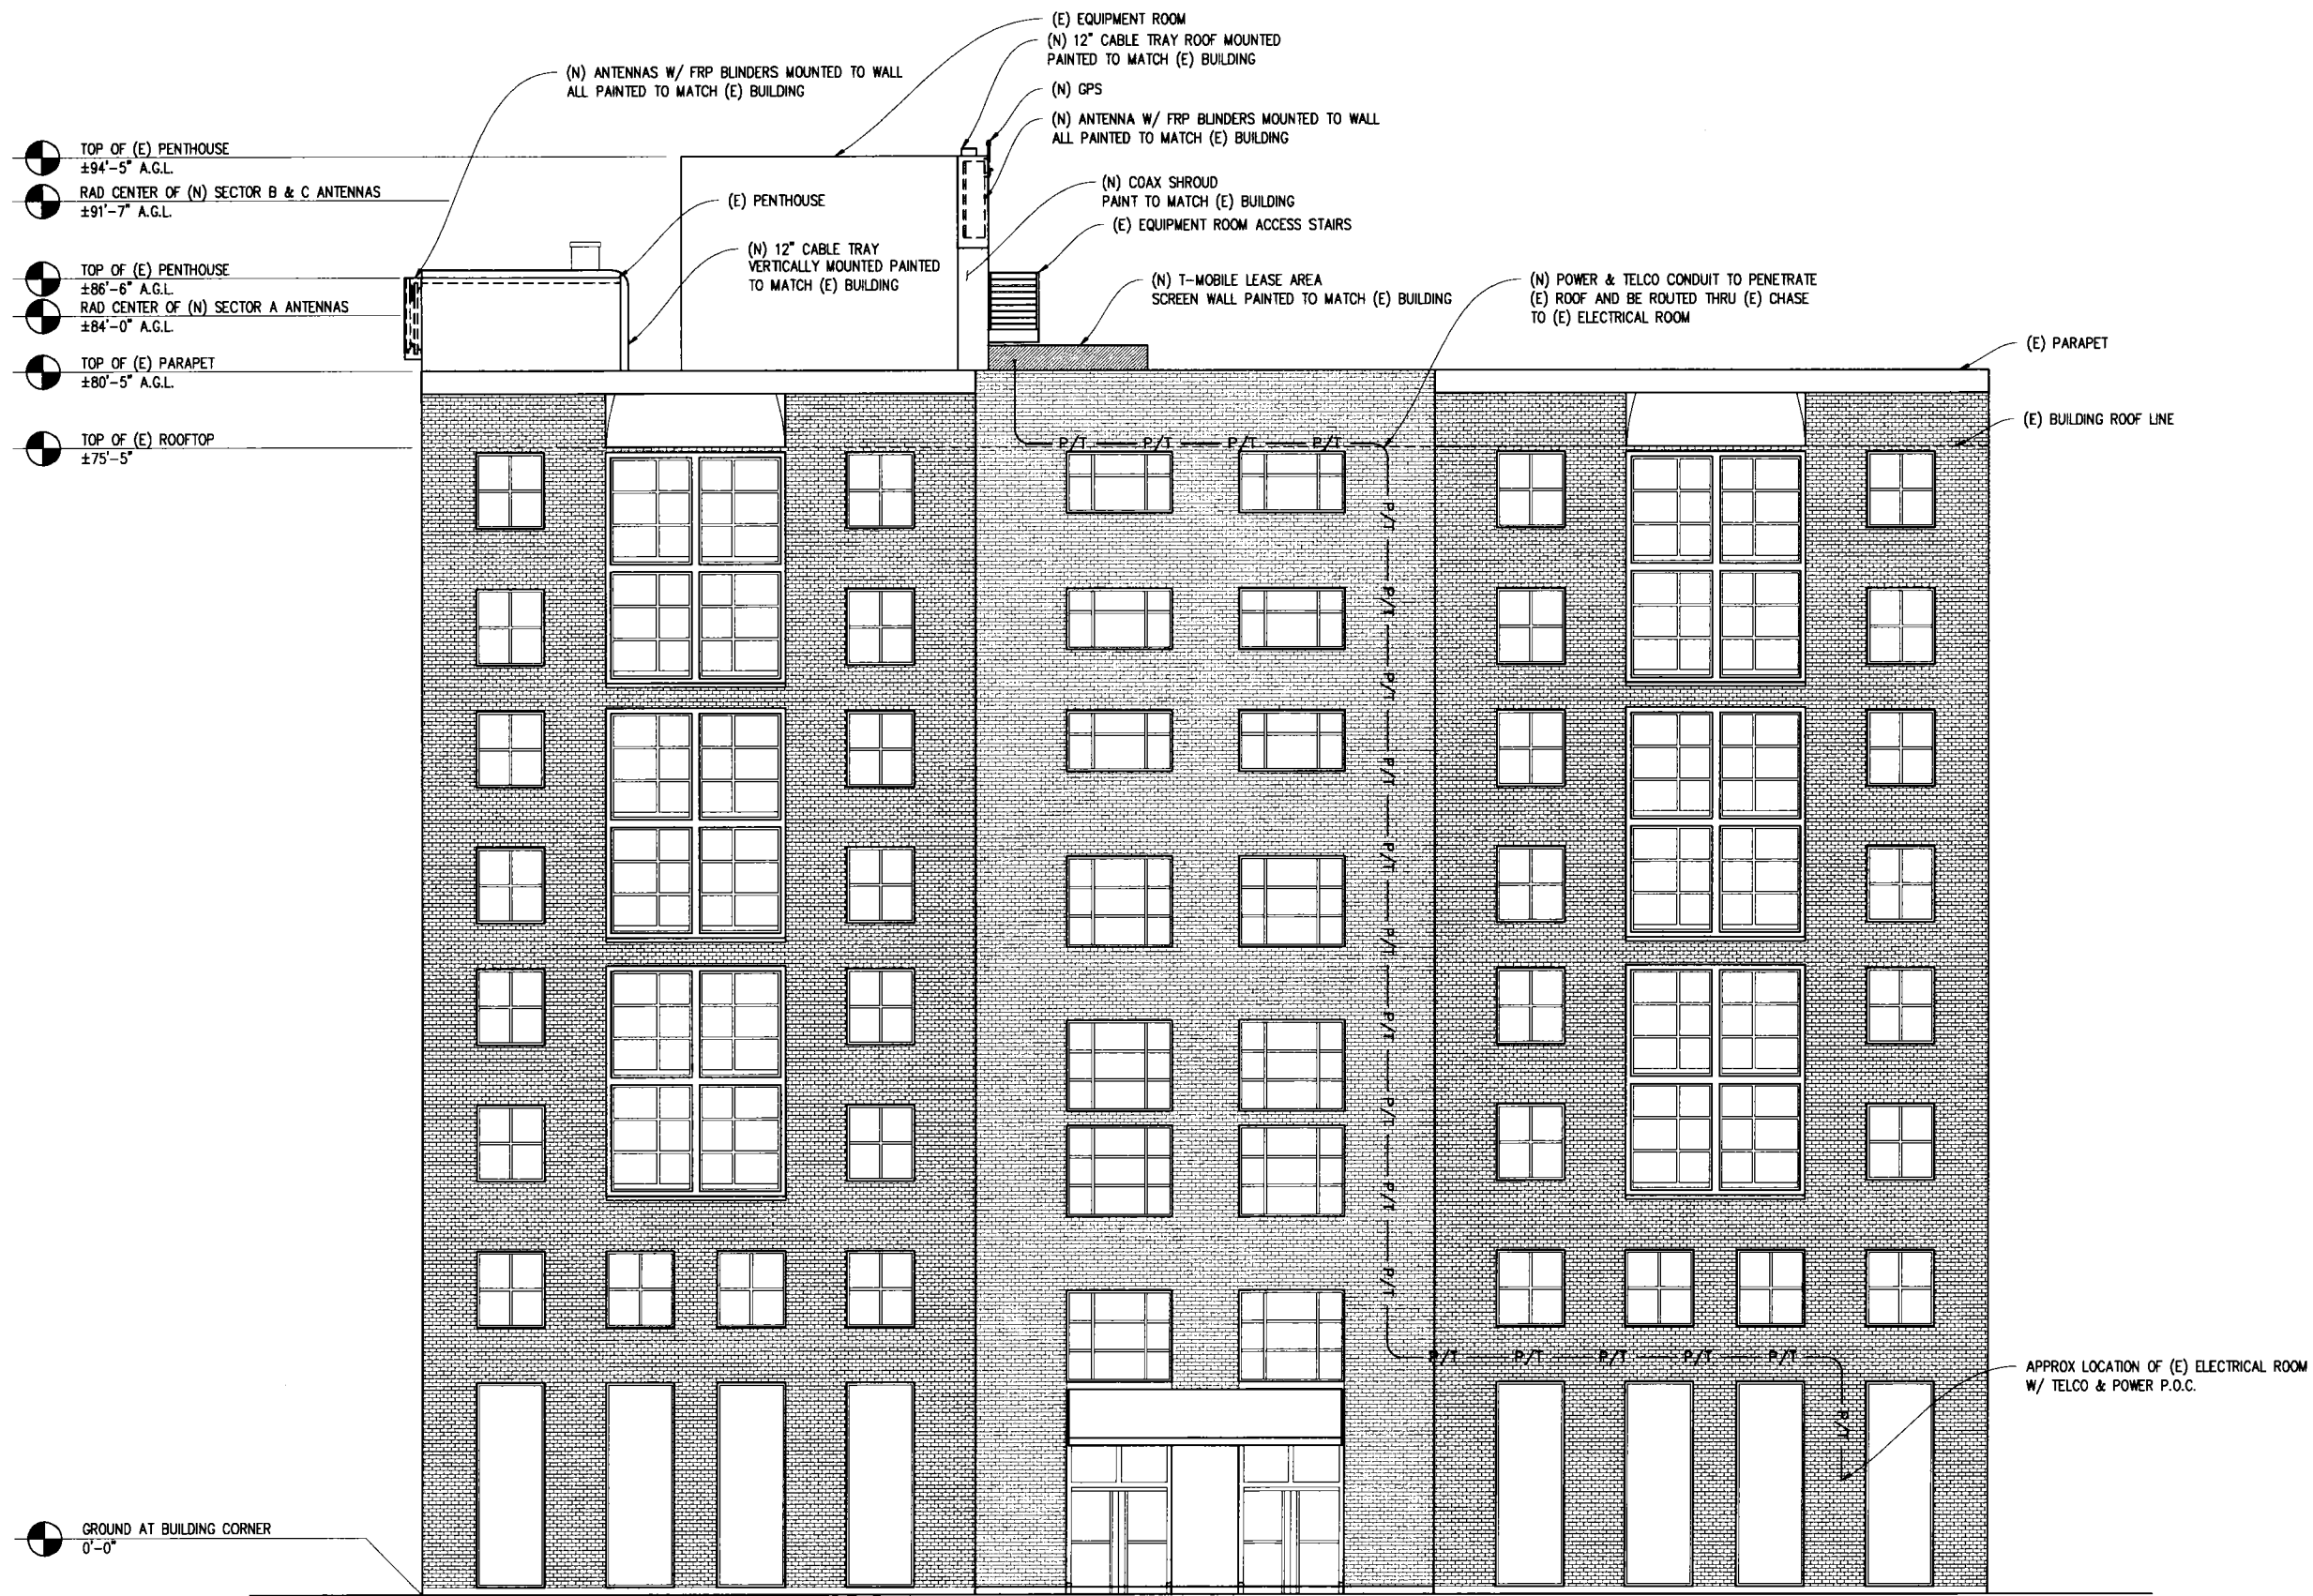 (E) EQUIPMENT ROOM
(N) 12" CABLE TRAY ROOF MOUNTED
PAINTED TO MATCH (E) BUILDING
(N) ANTENNAS W/ FRP BLINDERS MOUNTED TO WALL
ALL PAINTED TO MATCH (E) BUILDING
(N) GPS
(N) ANTENNA W/ FRP BLINDERS MOUNTED TO WALL
ALL PAINTED TO MATCH (E) BUILDING
TOP OF (E) PENTHOUSE
±94'-5" A.G.L.
RAD CENTER OF (N) SECTOR B & C ANTENNAS
±91'-7" A.G.L.
(N) COAX SHROUD
PAINT TO MATCH (E) BUILDING
(E) PENTHOUSE
(E) EQUIPMENT ROOM ACCESS STAIRS
(N) 12" CABLE TRAY
VERTICALLY MOUNTED PAINTED
TO MATCH (E) BUILDING
TOP OF (E) PENTHOUSE
±86'-6" A.G.L.
RAD CENTER OF (N) SECTOR A ANTENNAS
±84'-0" A.G.L.
(N) T-MOBILE LEASE AREA
SCREEN WALL PAINTED TO MATCH (E) BUILDING
(N) POWER & TELCO CONDUIT TO PENETRATE
(E) ROOF AND BE ROUTED THRU (E) CHASE
TO (E) ELECTRICAL ROOM
(E) PARAPET
TOP OF (E) PARAPET
±80'-5" A.G.L.
(E) BUILDING ROOF LINE
TOP OF (E) ROOFTOP
±75'-5"
P/T P/T P/T P/T
P/T
P/T
P/T
P/T
P/T
P/T
P/T
P/T
P/T
P/T
P/T P/T P/T P/T P/T
P/T
APPROX LOCATION OF (E) ELECTRICAL ROOM
W/ TELCO & POWER P.O.C.
GROUND AT BUILDING CORNER
0'-0"